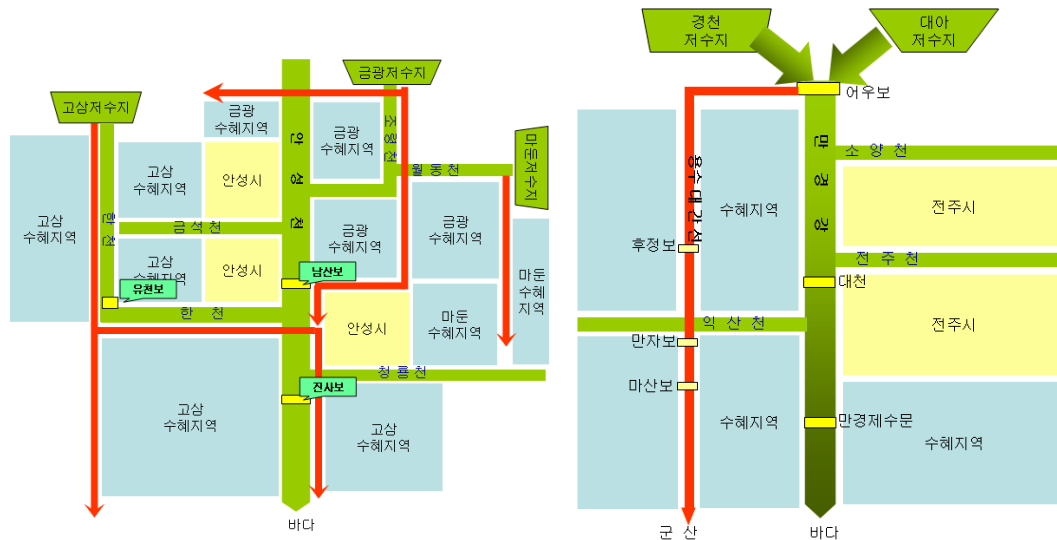 고삼저수지
금광저수지
금광
수혜지역
금광
수혜지역
안성천
조령천
마둔저수지
월동천
고삼
수혜지역
고삼
수혜지역
안성시
한천
금석천
금광
수혜지역
금광
수혜지역
고삼
수혜지역
안성시
유천보
남산보
마둔
수혜
지역
한 천
안성시
마둔
수혜지역
청룡천
진사보
고삼
수혜지역
고삼
수혜지역
바다
경천
저수지
대아
저수지
어우보
만경강
소 양 천
용수대간선
수혜지역
전주시
후정보
전 주 천
대천
익 산 천
전주시
만자보
마산보
수혜지역
만경제수문
수혜지역
군 산
바다